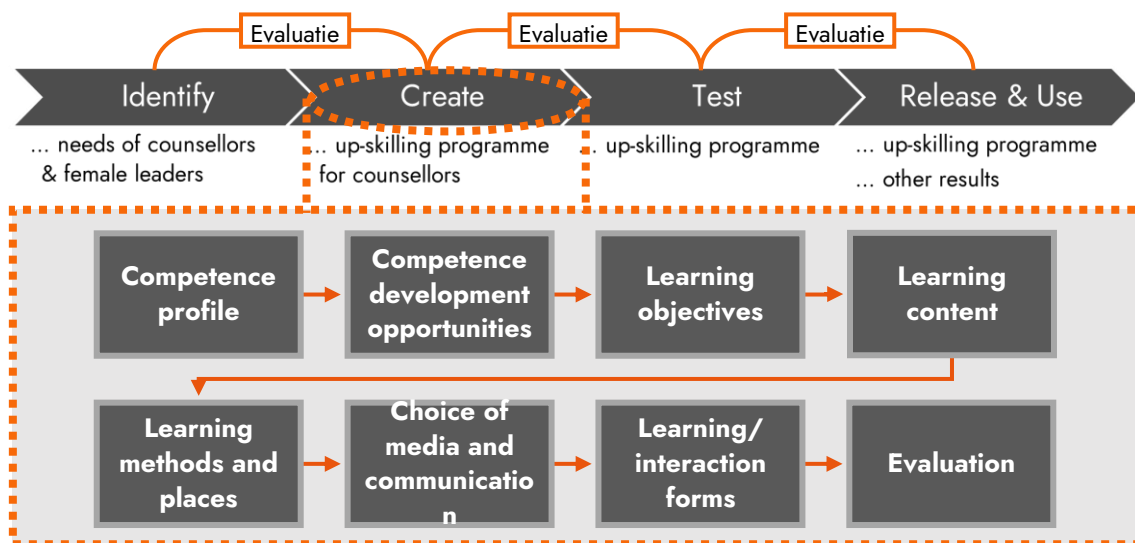 Evaluatie
Evaluatie
Evaluatie
Identify
Create
Test
Release & Use
... needs of counsellors
& female leaders
... up-skilling programme
for counsellors
... up-skilling programme
... up-skilling programme
... other results
Competence
profile
Competence
development
opportunities
Learning
objectives
Learning
content
Learning
methods and
places
Choice of
media and
communicatio
n
Learning/
interaction
forms
Evaluation